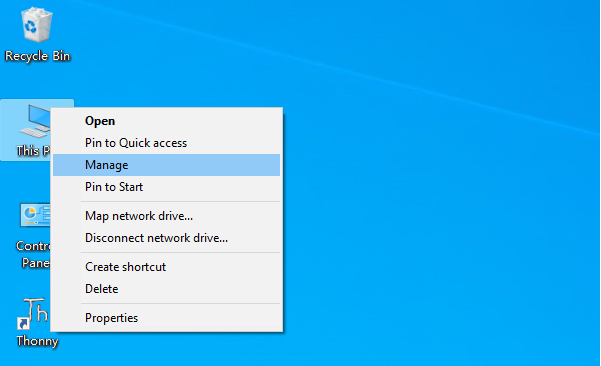 Recycle Bin
This P
Open
Pin to Quick access
Manage
Pin to Start
Map network drive...
Disconnect network drive...
Create shortcut
Delete
Properties
Contro
Pane
Th
Thonny